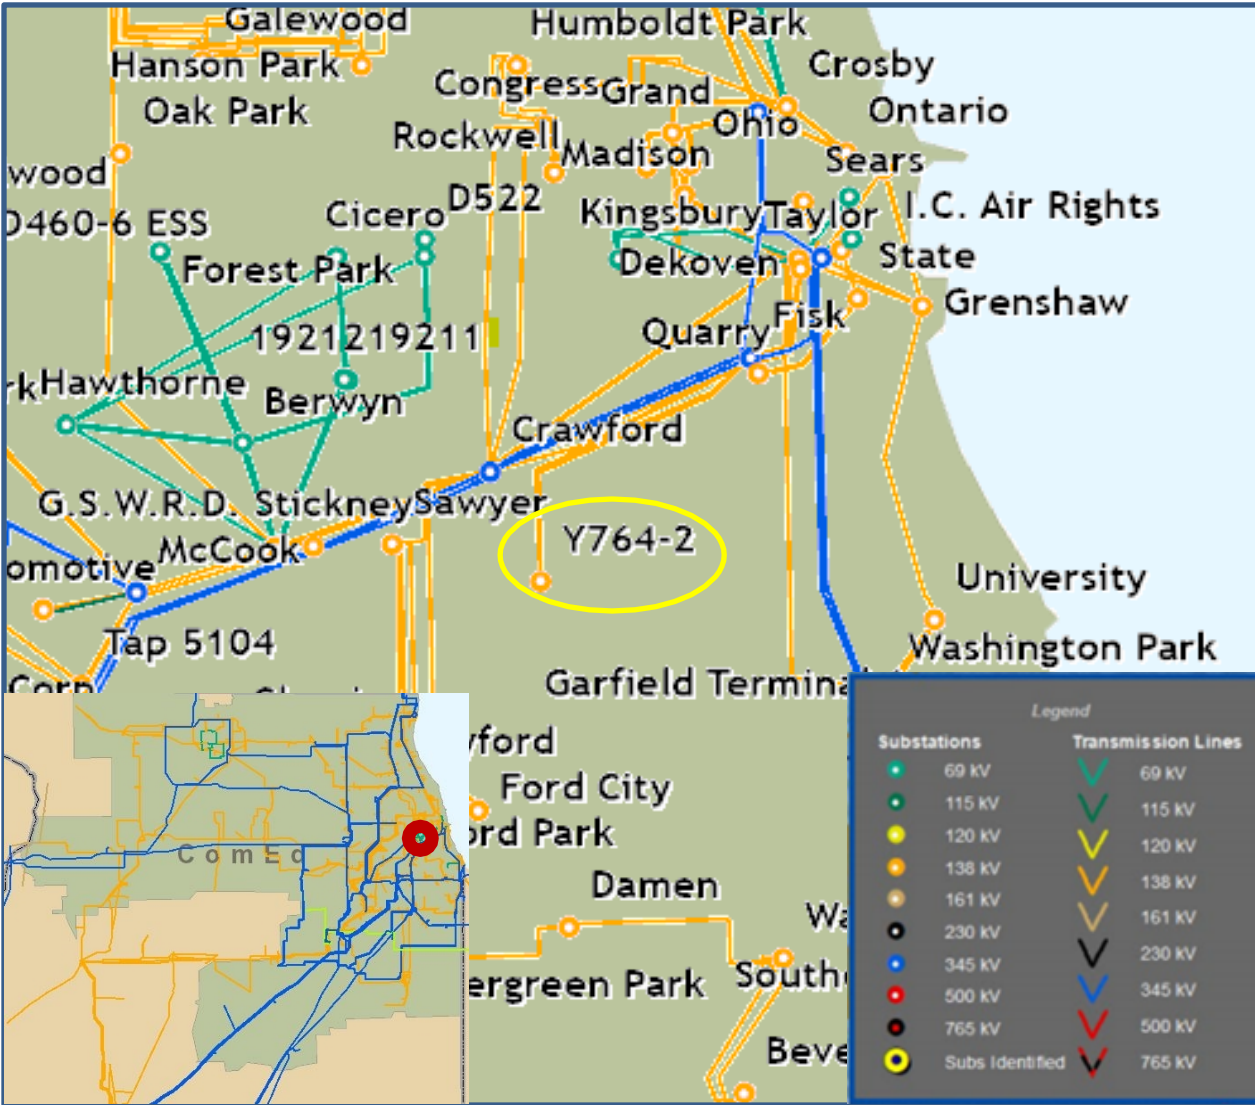 Galewood
Humboldt Park
Hanson Park
Crosby
Congress
Grand
Oak Park
Ohio
Ontario
Rockwell
Madison
Sears
wood
D522
Kingsbury
Taylor
I.C. Air Rights
D460-6 ESS
Cicero
Forest Park
Dekoven
State
Grenshaw
1921219211
Quarry
Fisk
rk
Hawthorne
Berwyn
Crawford
G.S.W.R.D. Stickney
Sawyer
Y764-2
McCook
omotive
University
Tap 5104
Washington Park
Corp
Garfield Termina
ford
Ford City
ord Park
Damen
Wa
ergreen Park
South
Beve
ComEd
Legend
Substations
Transmission Lines
69 kV
69 kV
115 kV
115 kV
120 kV
120 kV
138 kV
138 kV
161 kV
161 kV
230 kV
230 kV
345 kV
345 kV
500 kV
500 kV
765 kV
765 kV
Subs Identified